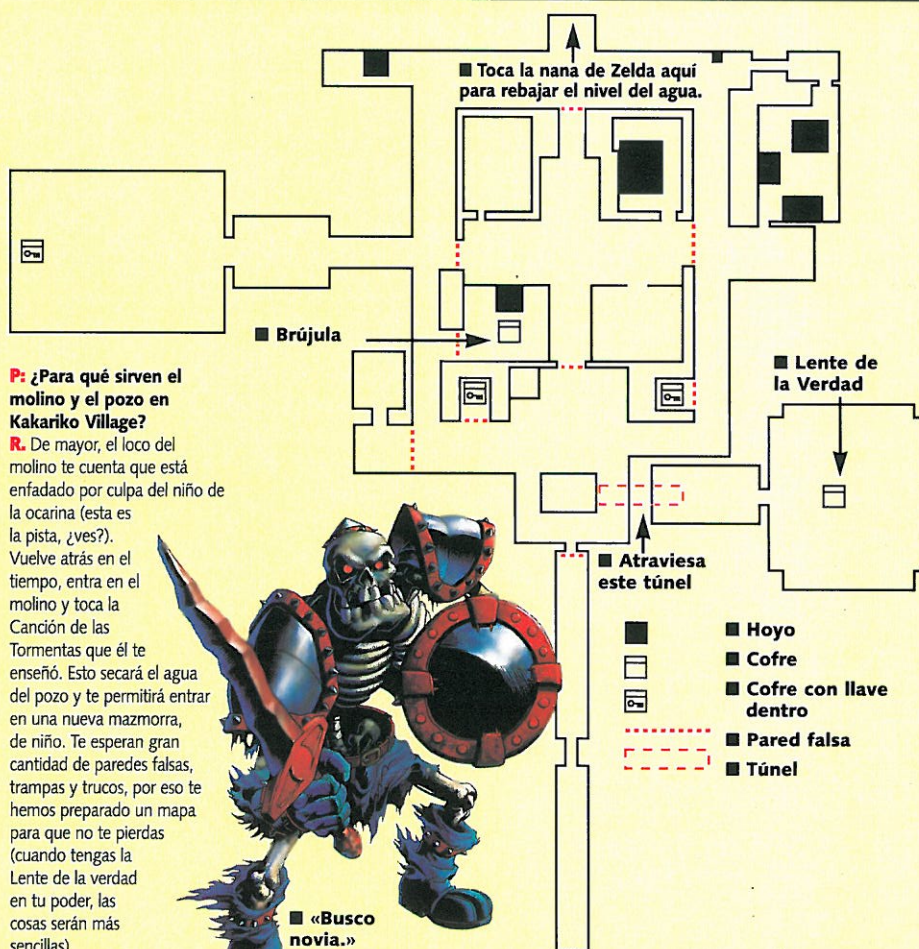 ■ Toca la nana de Zelda aquí
para rebajar el nivel del agua.
■ Brújula
■ Lente de
la Verdad
P: ¿Para qué sirven el
molino y el pozo en
Kakariko Village?
R. De mayor, el loco del
molino te cuenta que está
enfadado por culpa del niño de
la ocarina (esta es
la pista, ¿ves?).
Vuelve atrás en el
tiempo, entra en el
molino y toca la
Canción de las
Tormentas que él te
enseñó. Esto secará el agua
del pozo y te permitirá entrar
en una nueva mazmorra,
de niño. Te esperan gran
cantidad de paredes falsas,
trampas y trucos, por eso te
hemos preparado un mapa
para que no te pierdas
(cuando tengas la
Lente de la verdad
en tu poder, las
cosas serán más
sencillas).
■ Atraviesa
este túnel
■ Hoyo
■ Cofre
■ Cofre con llave
dentro
■ Pared falsa
■ Túnel
■ «Busco
novia.»